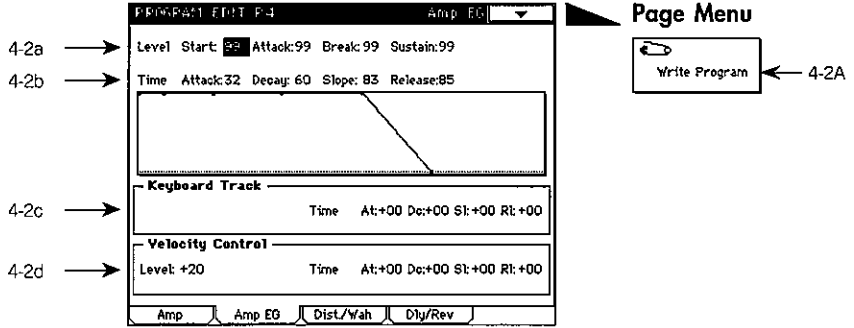 PROGRAM EDIT P4 Amp EG
Page Menu
4-2a Level Start: 99 Attack:99 Break: 99 Sustain:99
Write Program 4-2A
4-2b Time Attack:32 Decay: 60 Slope: 83 Release:85
Keyboard Track
4-2c Time At:+00 Dc:+00 Sl:+00 Rl:+00
Velocity Control
4-2d Level: +20 Time At:+00 Dc:+00 Sl:+00 Rl:+00
Amp Amp EG Dist./Wah Dly/Rev